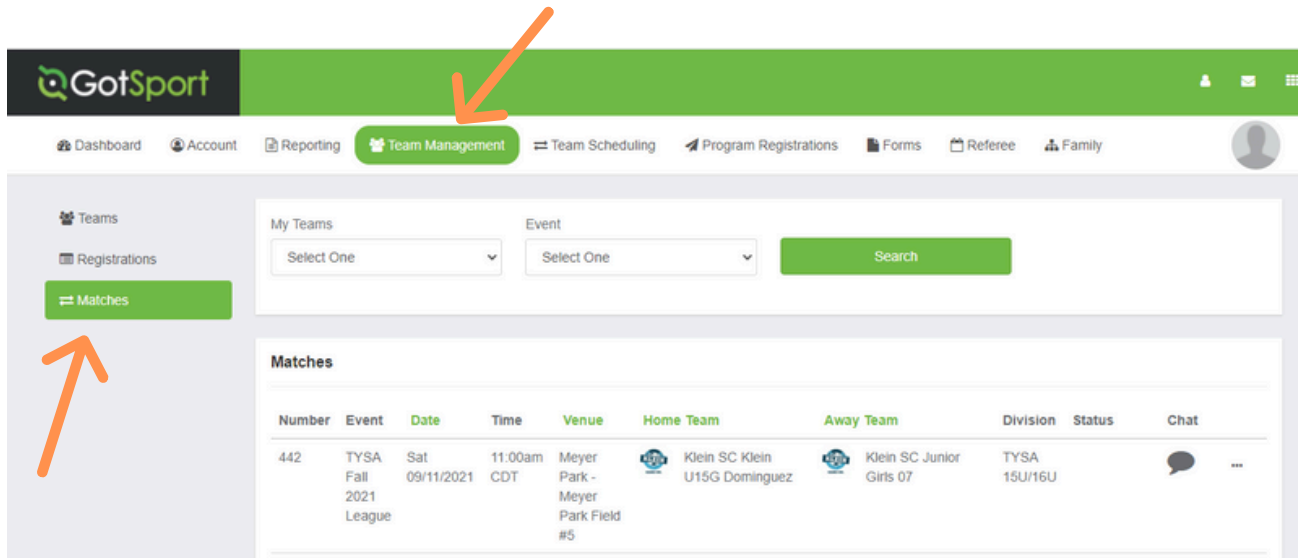 GotSport
Dashboard Account Reporting Team Management Team Scheduling Program Registrations Forms Referee Family
Teams
Registrations
Matches
My Teams Event
Select One Select One Search
Matches
Number Event Date Time Venue Home Team Away Team Division Status Chat
442 TYSA Sat 11:00am Meyer Klein SC Klein Klein SC Junior TYSA
Fall 09/11/2021 CDT Park - U15G Dominguez Girls 07 15U/16U
2021 Meyer
League Park Field
#5